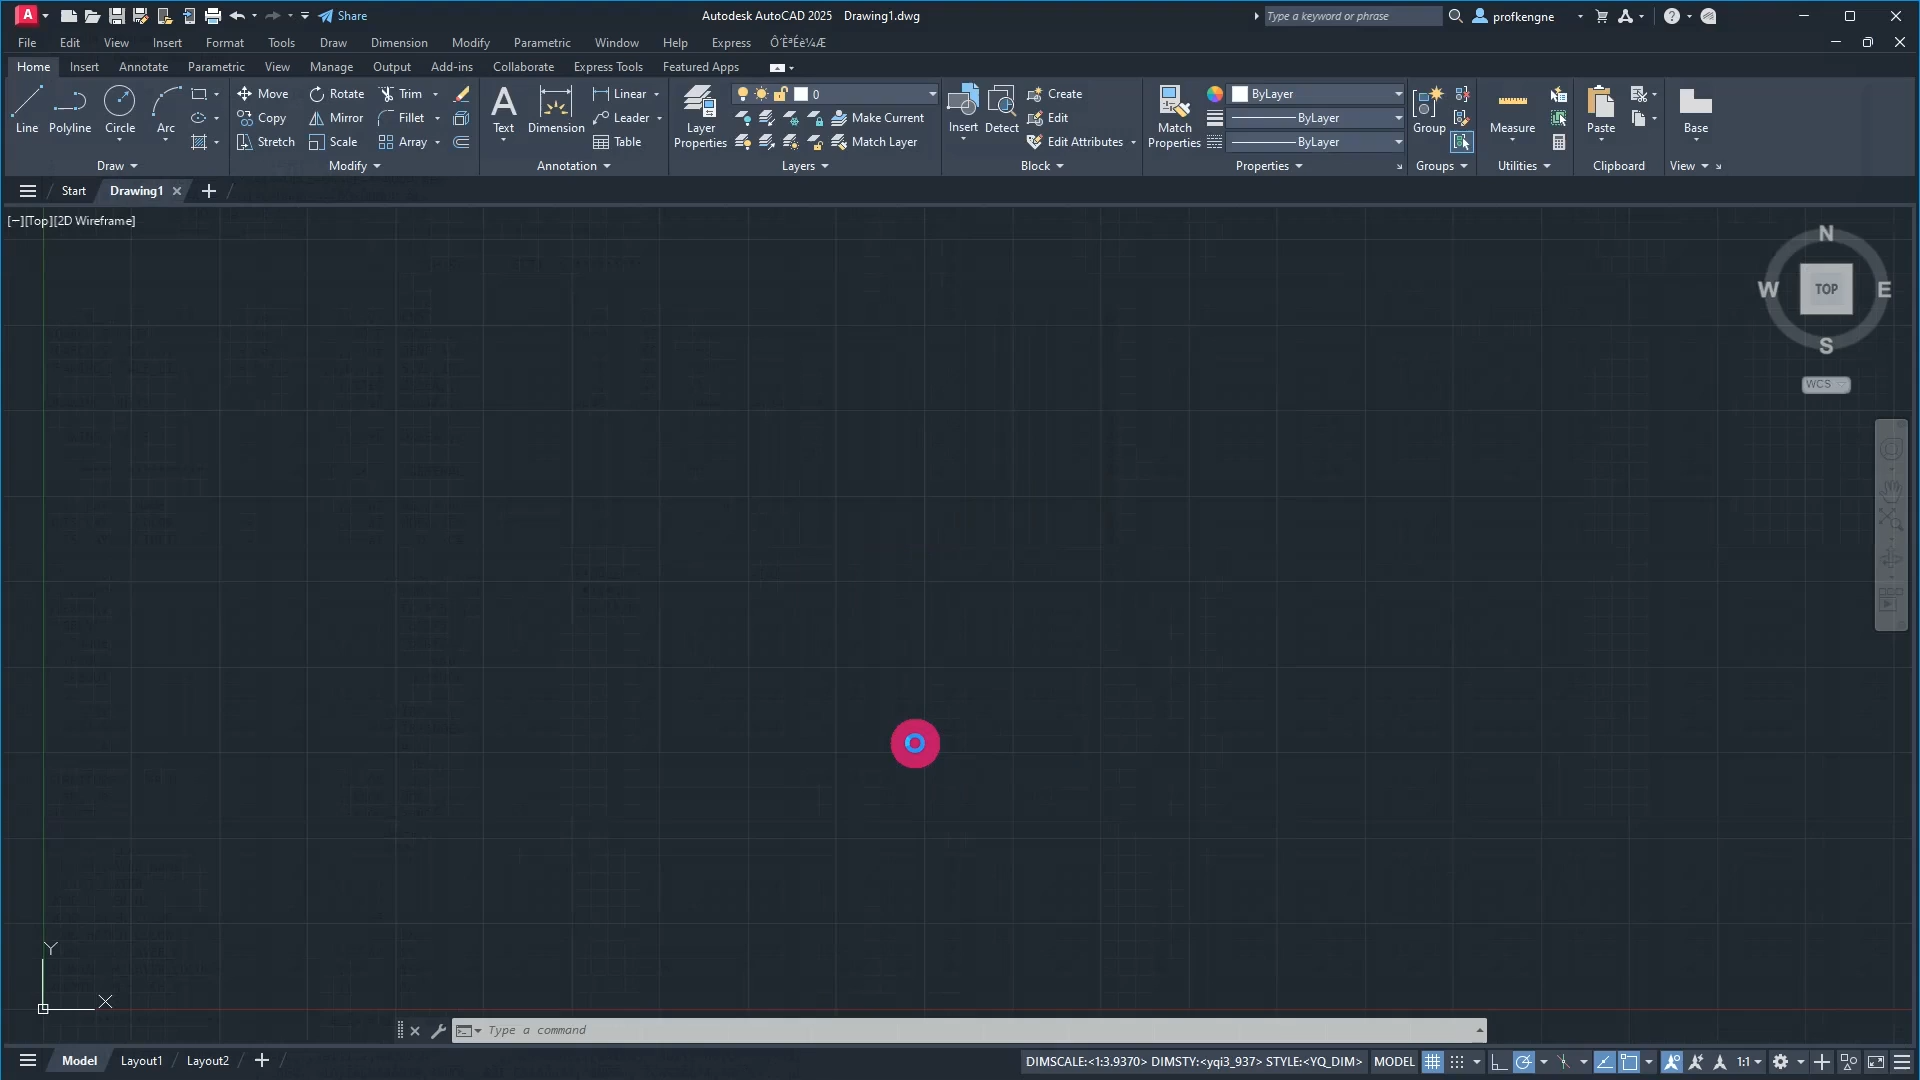 Share
Autodesk AutoCAD 2025 Drawing1.dwg
Type a keyword or phrase
profkengne
File Edit View Insert Format Tools Draw Dimension Modify Parametric Window Help Express Ô´ÈªÉè¼Æ
Home Insert Annotate Parametric View Manage Output Add-ins Collaborate Express Tools Featured Apps
Line Polyline Circle Arc
Move Rotate Trim
Copy Mirror Fillet
Stretch Scale Array
Text Dimension
Linear
Leader
Table
Layer Properties
0
Make Current
Match Layer
Insert Detect
Create
Edit
Edit Attributes
Match Properties
ByLayer
ByLayer
ByLayer
Group Measure Paste Base
Draw Modify Annotation Layers Block Properties Groups Utilities Clipboard View
Start Drawing1
[−][Top][2D Wireframe]
N
W TOP E
S
WCS
Y
X
Type a command
Model Layout1 Layout2
DIMSCALE:<1:3.9370> DIMSTY:<yqi3_937> STYLE:<YQ_DIM> MODEL 1:1